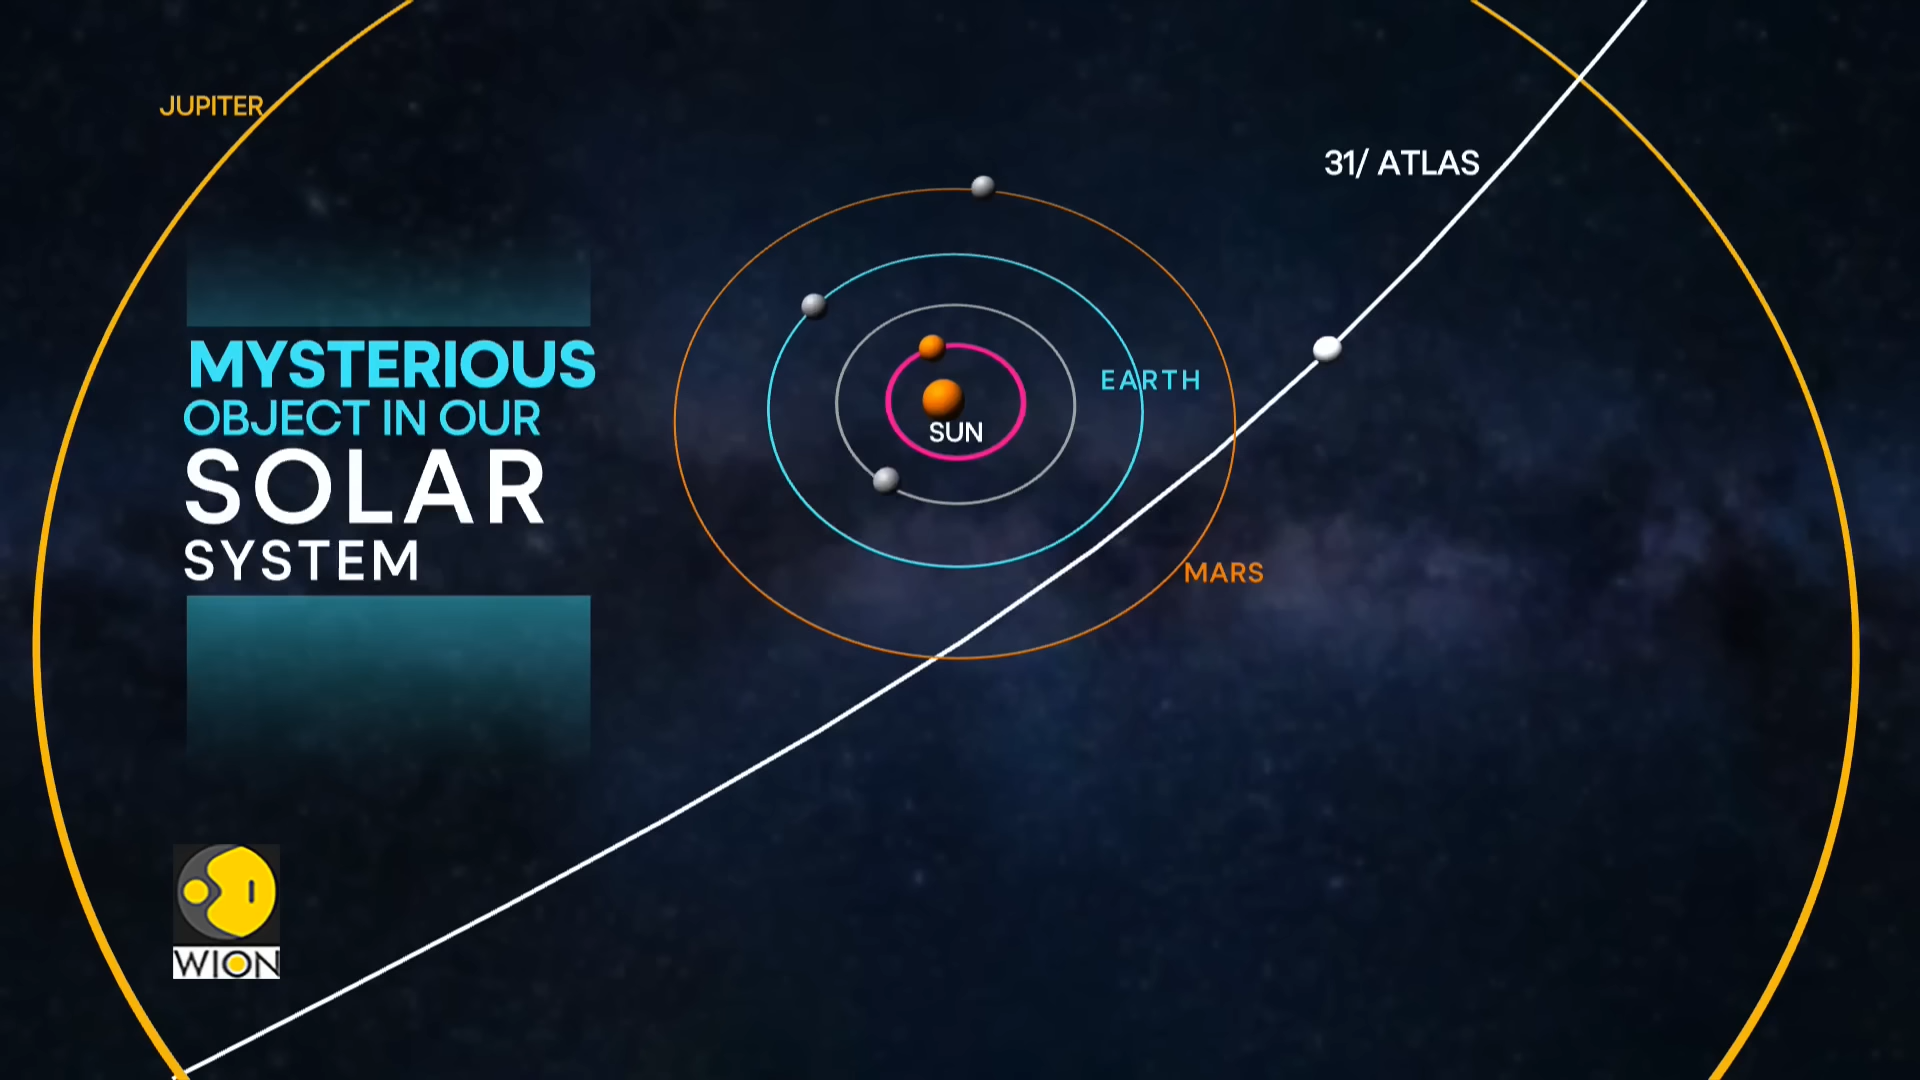 JUPITER
31/ ATLAS
MYSTERIOUS
OBJECT IN OUR
SOLAR
SYSTEM
EARTH
SUN
MARS
WION